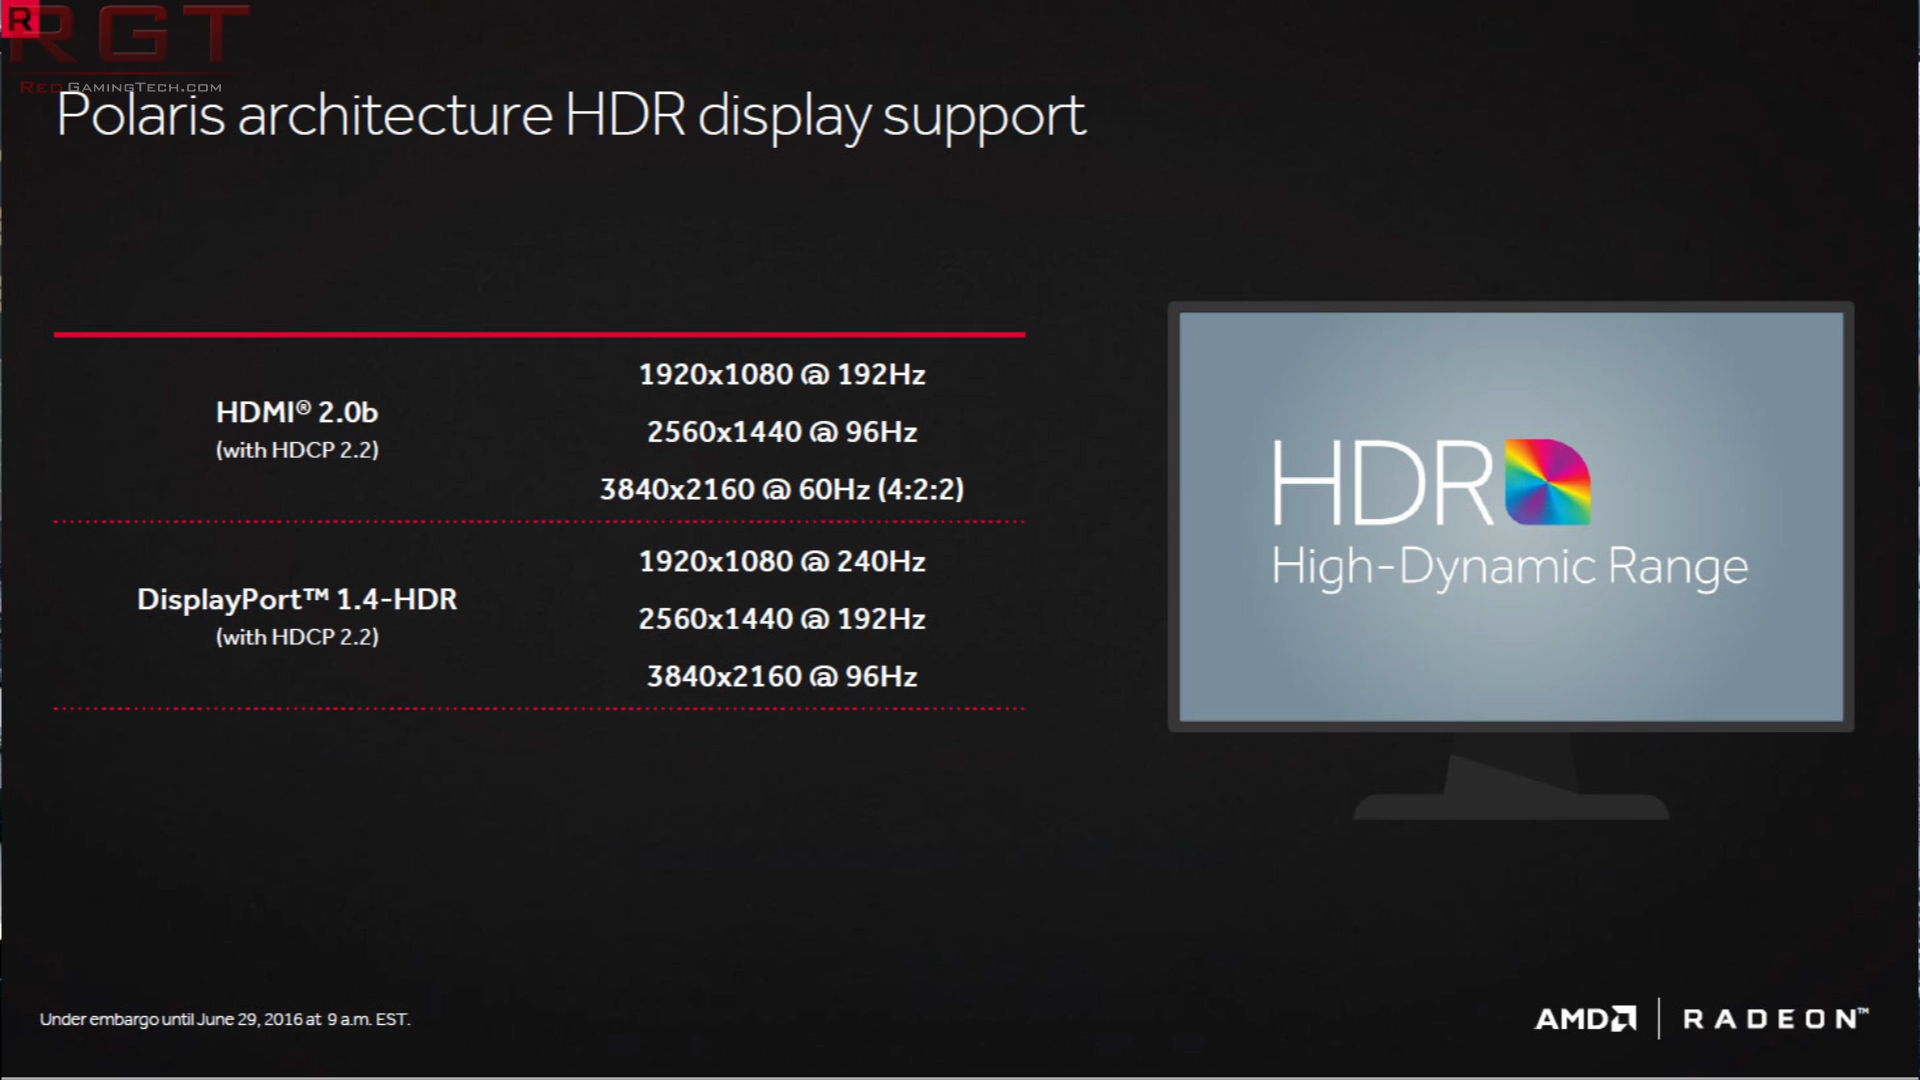 R
RGT
REDGAMINGTECH.COM
Polaris architecture HDR display support
HDMI® 2.0b
(with HDCP 2.2)
1920x1080 @ 192Hz
2560x1440 @ 96Hz
3840x2160 @ 60Hz (4:2:2)
DisplayPort™ 1.4-HDR
(with HDCP 2.2)
1920x1080 @ 240Hz
2560x1440 @ 192Hz
3840x2160 @ 96Hz
HDR
High-Dynamic Range
Under embargo until June 29, 2016 at 9 a.m. EST.
AMD | RADEON™